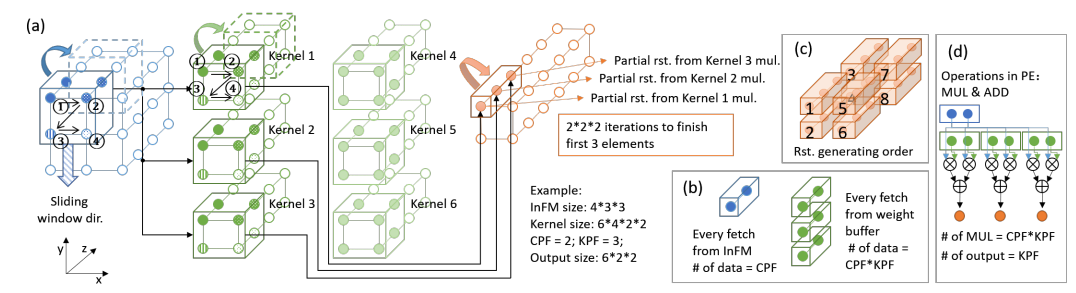 (a)
Kernel 1
① ②
③ ④
Kernel 4
① ②
③ ④
Kernel 2
Kernel 5
Kernel 3
Kernel 6
Sliding
window dir.
y
z
x
Partial rst. from Kernel 3 mul.
Partial rst. from Kernel 2 mul.
Partial rst. from Kernel 1 mul.
2*2*2 iterations to finish
first 3 elements
Example:
InFM size: 4*3*3
Kernel size: 6*4*2*2
CPF = 2; KPF = 3;
Output size: 6*2*2
(c)
3 7
4
1 5 8
2 6
Rst. generating order
(b)
Every fetch
from InFM
# of data = CPF
Every fetch
from weight
buffer
# of data =
CPF*KPF
(d)
Operations in PE:
MUL & ADD
# of MUL = CPF*KPF
# of output = KPF